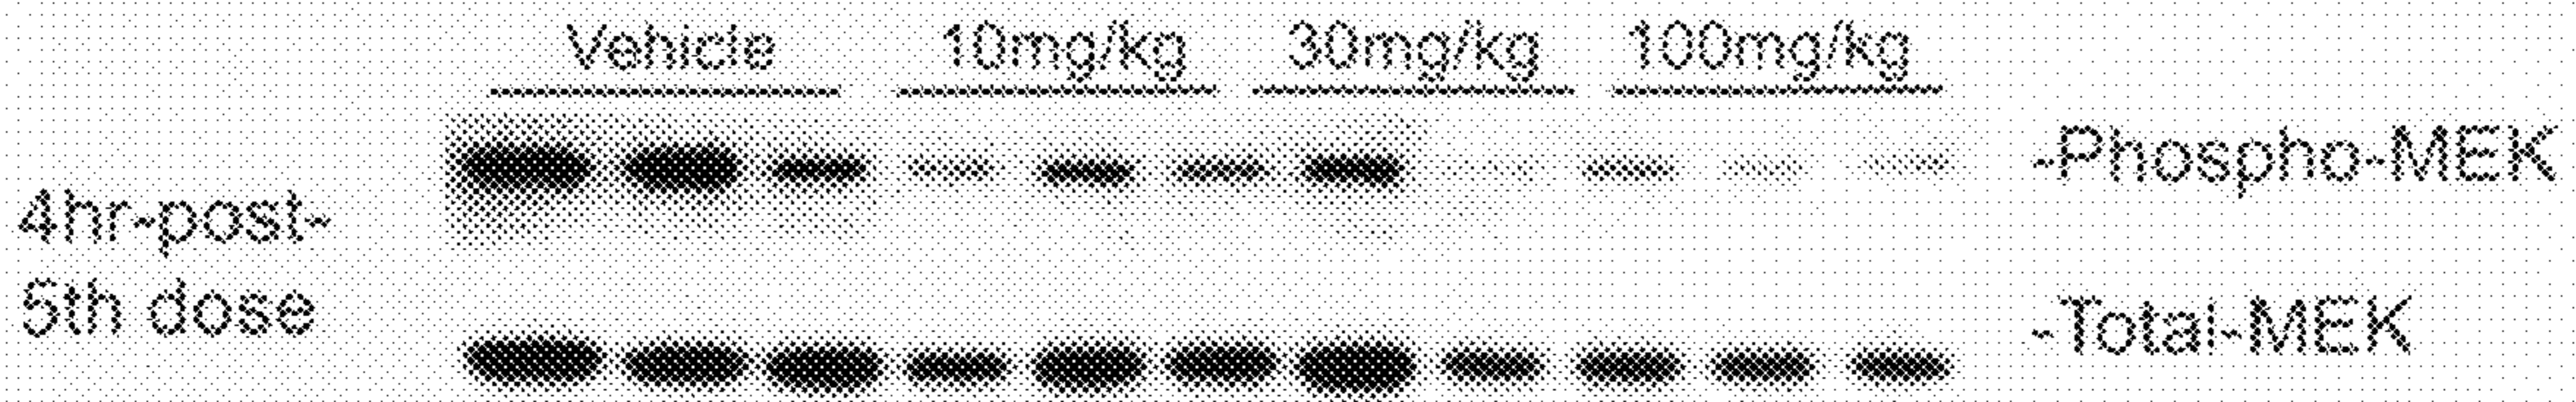 Vehicle 10mg/kg 30mg/kg 100mg/kg
-Phospho-MEK
4hr-post-
5th dose
-Total-MEK